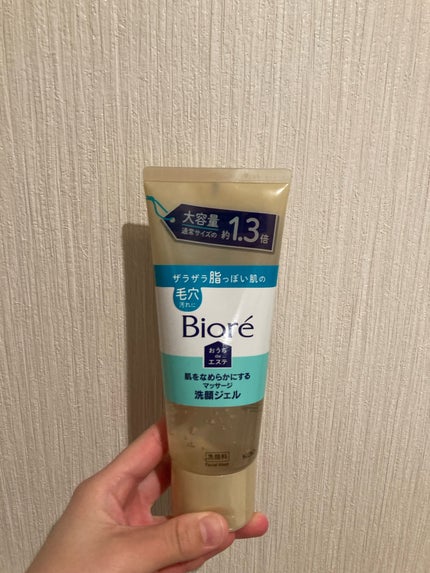 大容量
通常サイズの 約1.3倍
ザラザラ脂っぽい肌の
毛穴
汚れに
Bioré
おうち
de
エステ
肌をなめらかにする
マッサージ
洗顔ジェル
洗顔料
Facial Wash